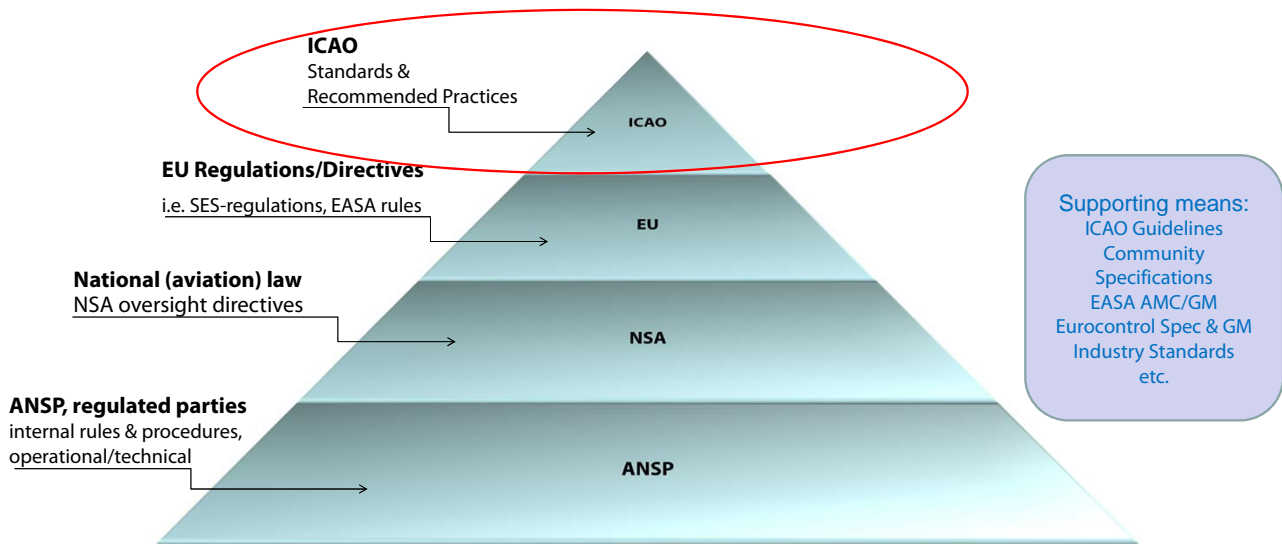 ICAO
Standards &
Recommended Practices
ICAO
EU Regulations/Directives
i.e. SES-regulations, EASA rules
EU
National (aviation) law
NSA oversight directives
NSA
ANSP, regulated parties
internal rules & procedures,
operational/technical
ANSP
Supporting means:
ICAO Guidelines
Community
Specifications
EASA AMC/GM
Eurocontrol Spec & GM
Industry Standards
etc.